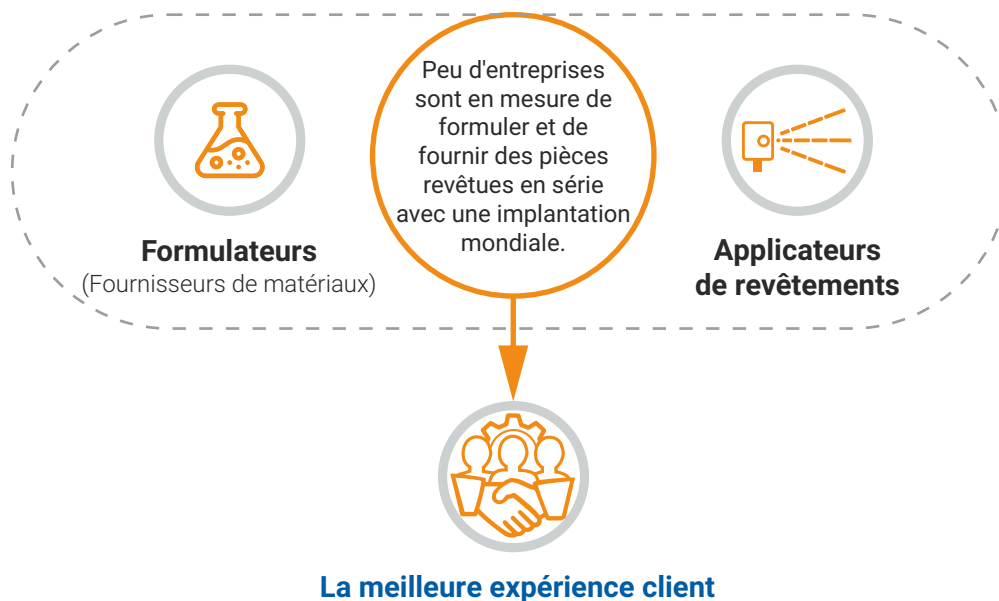 Peu d'entreprises
sont en mesure de
formuler et de
fournir des pièces
revêtues en série
avec une implantation
mondiale.
Formulateurs
(Fournisseurs de matériaux)
Applicateurs
de revêtements
La meilleure expérience client